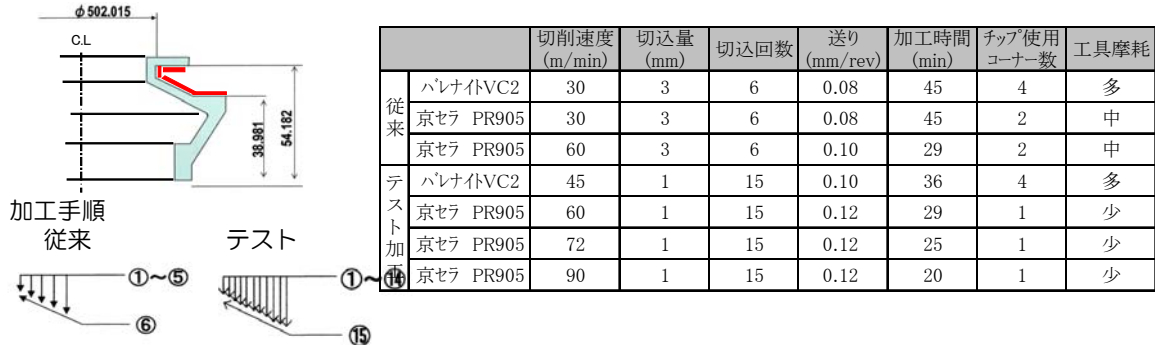 φ502.015
C.L
38.981
54.182
加工手順
従来
テスト
①～⑤
⑥
①～⑭
⑮
切削速度 (m/min) 切込量 (mm) 切込回数 送り (mm/rev) 加工時間 (min) チップ使用コーナー数 工具摩耗
従来
バレナイトVC2 30 3 6 0.08 45 4 多
京セラ PR905 30 3 6 0.08 45 2 中
京セラ PR905 60 3 6 0.10 29 2 中
テスト加工
バレナイトVC2 45 1 15 0.10 36 4 多
京セラ PR905 60 1 15 0.12 29 1 少
京セラ PR905 72 1 15 0.12 25 1 少
京セラ PR905 90 1 15 0.12 20 1 少